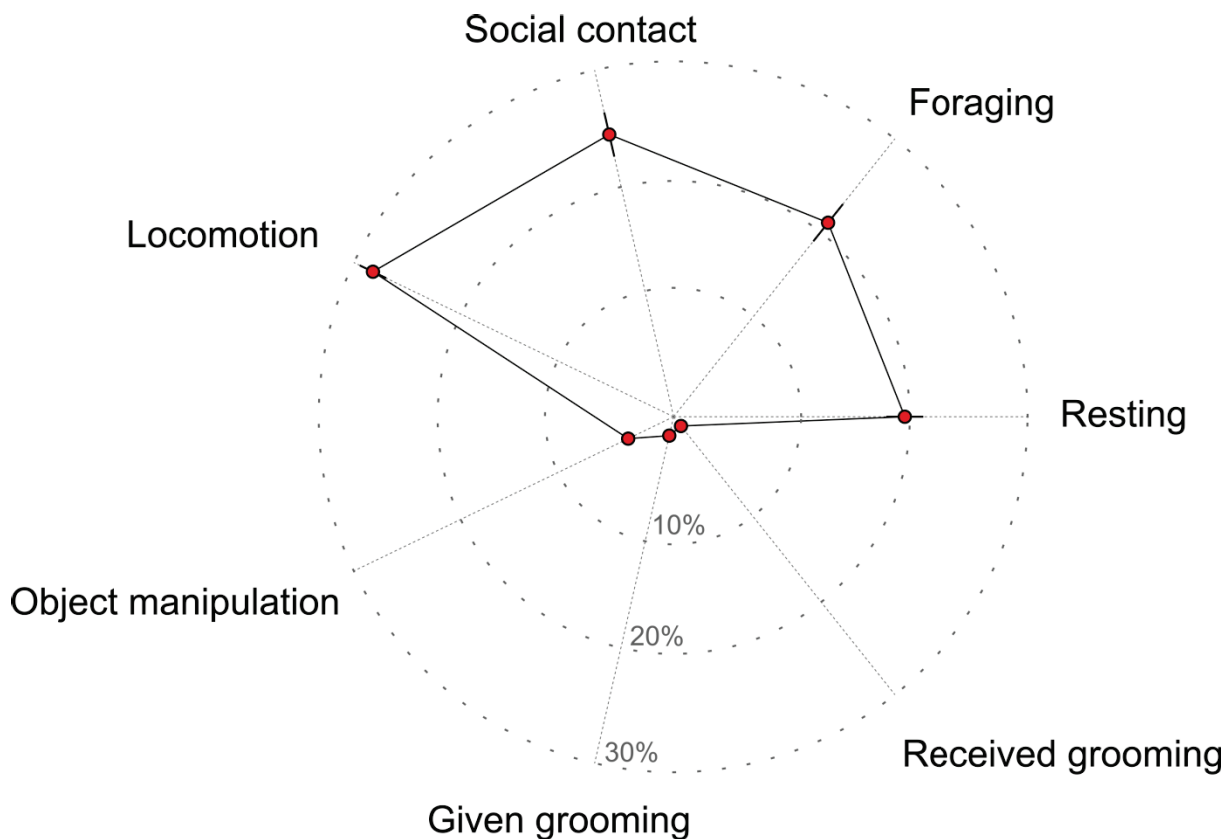 Social contact
Foraging
Locomotion
Resting
10%
Object manipulation
20%
30%
Received grooming
Given grooming